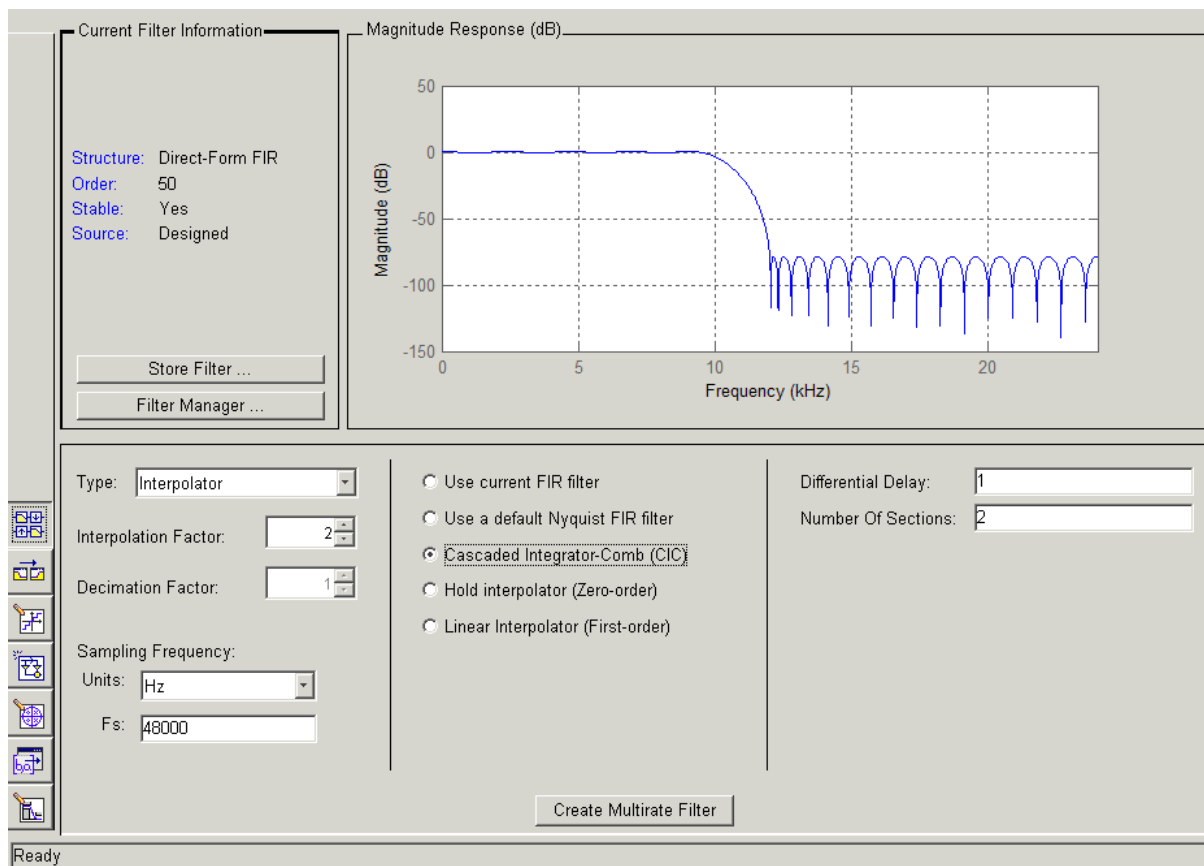 Current Filter Information
Structure: Direct-Form FIR
Order: 50
Stable: Yes
Source: Designed
Store Filter ...
Filter Manager ...
Magnitude Response (dB)
50
0
-50
-100
-150
Magnitude (dB)
0 5 10 15 20
Frequency (kHz)
Type: Interpolator
Interpolation Factor: 2
Decimation Factor: 1
Sampling Frequency:
Units: Hz
Fs: 48000
Use current FIR filter
Use a default Nyquist FIR filter
Cascaded Integrator-Comb (CIC)
Hold interpolator (Zero-order)
Linear Interpolator (First-order)
Differential Delay: 1
Number Of Sections: 2
Create Multirate Filter
Ready